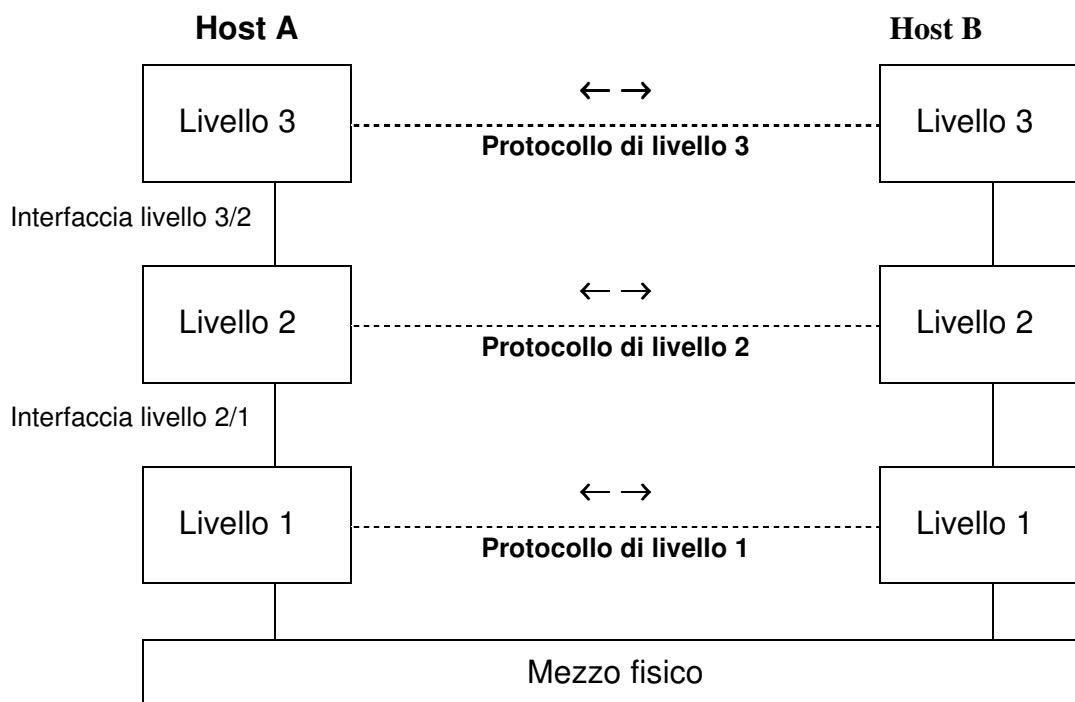 Host A
Host B
Livello 3
← →
Protocollo di livello 3
Livello 3
Interfaccia livello 3/2
Livello 2
← →
Protocollo di livello 2
Livello 2
Interfaccia livello 2/1
Livello 1
← →
Protocollo di livello 1
Livello 1
Mezzo fisico